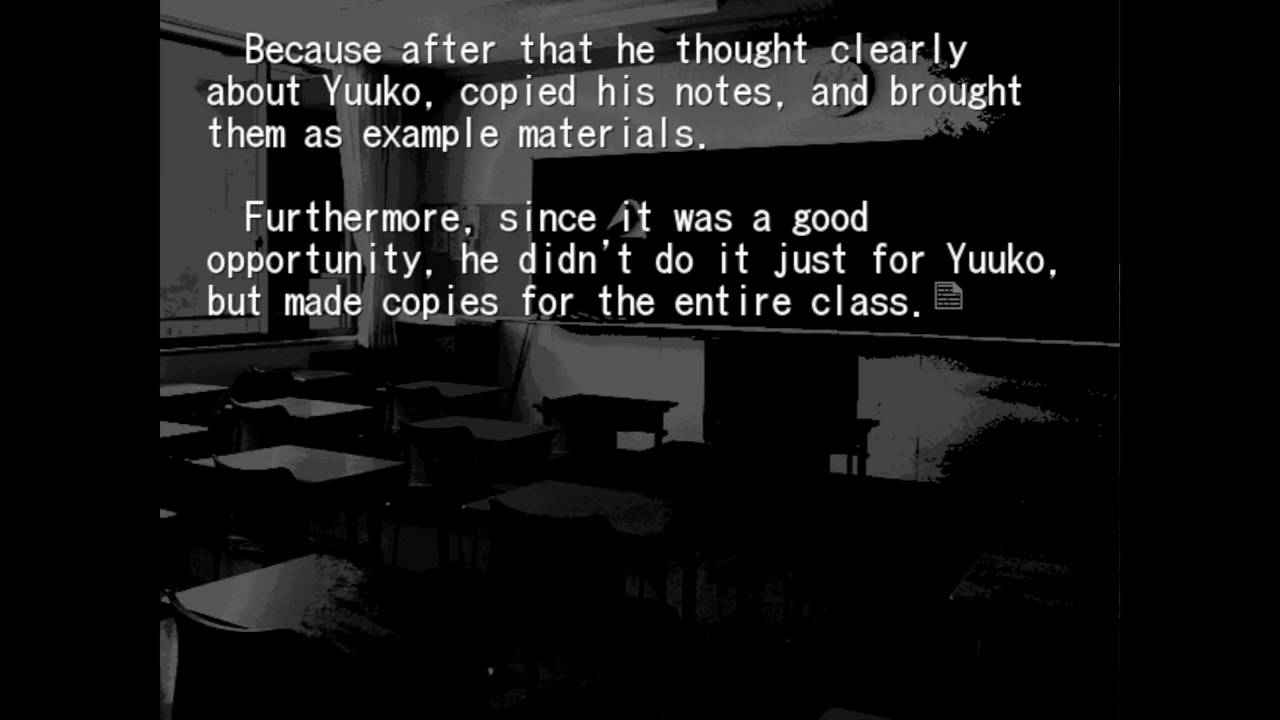 Because after that he thought clearly
about Yuuko, copied his notes, and brought
them as example materials.
Furthermore, since it was a good
opportunity, he didn't do it just for Yuuko,
but made copies for the entire class.